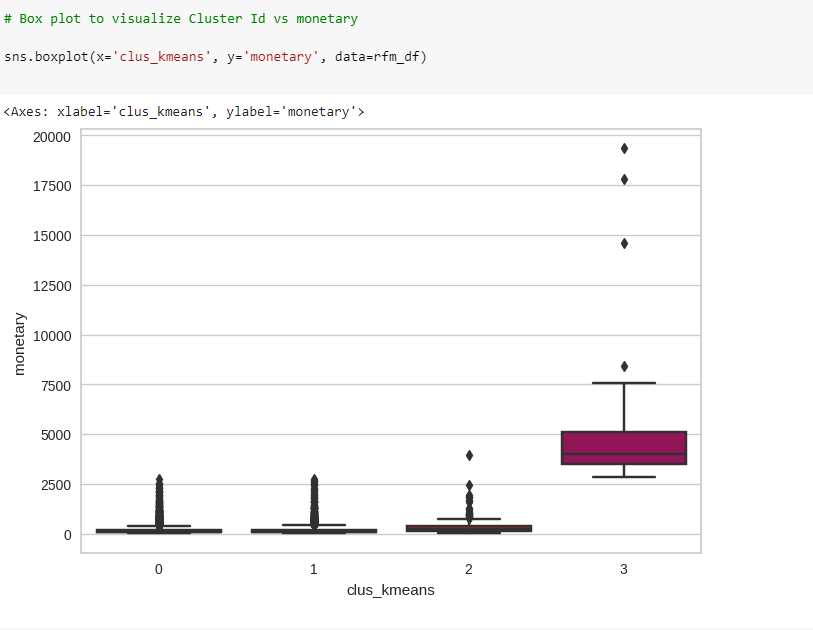 # Box plot to visualize Cluster Id vs monetary
sns.boxplot(x='clus_kmeans', y='monetary', data=rfm_df)
<Axes: xlabel='clus_kmeans', ylabel='monetary'>
20000
17500
15000
12500
10000
7500
5000
2500
0
monetary
0 1 2 3
clus_kmeans